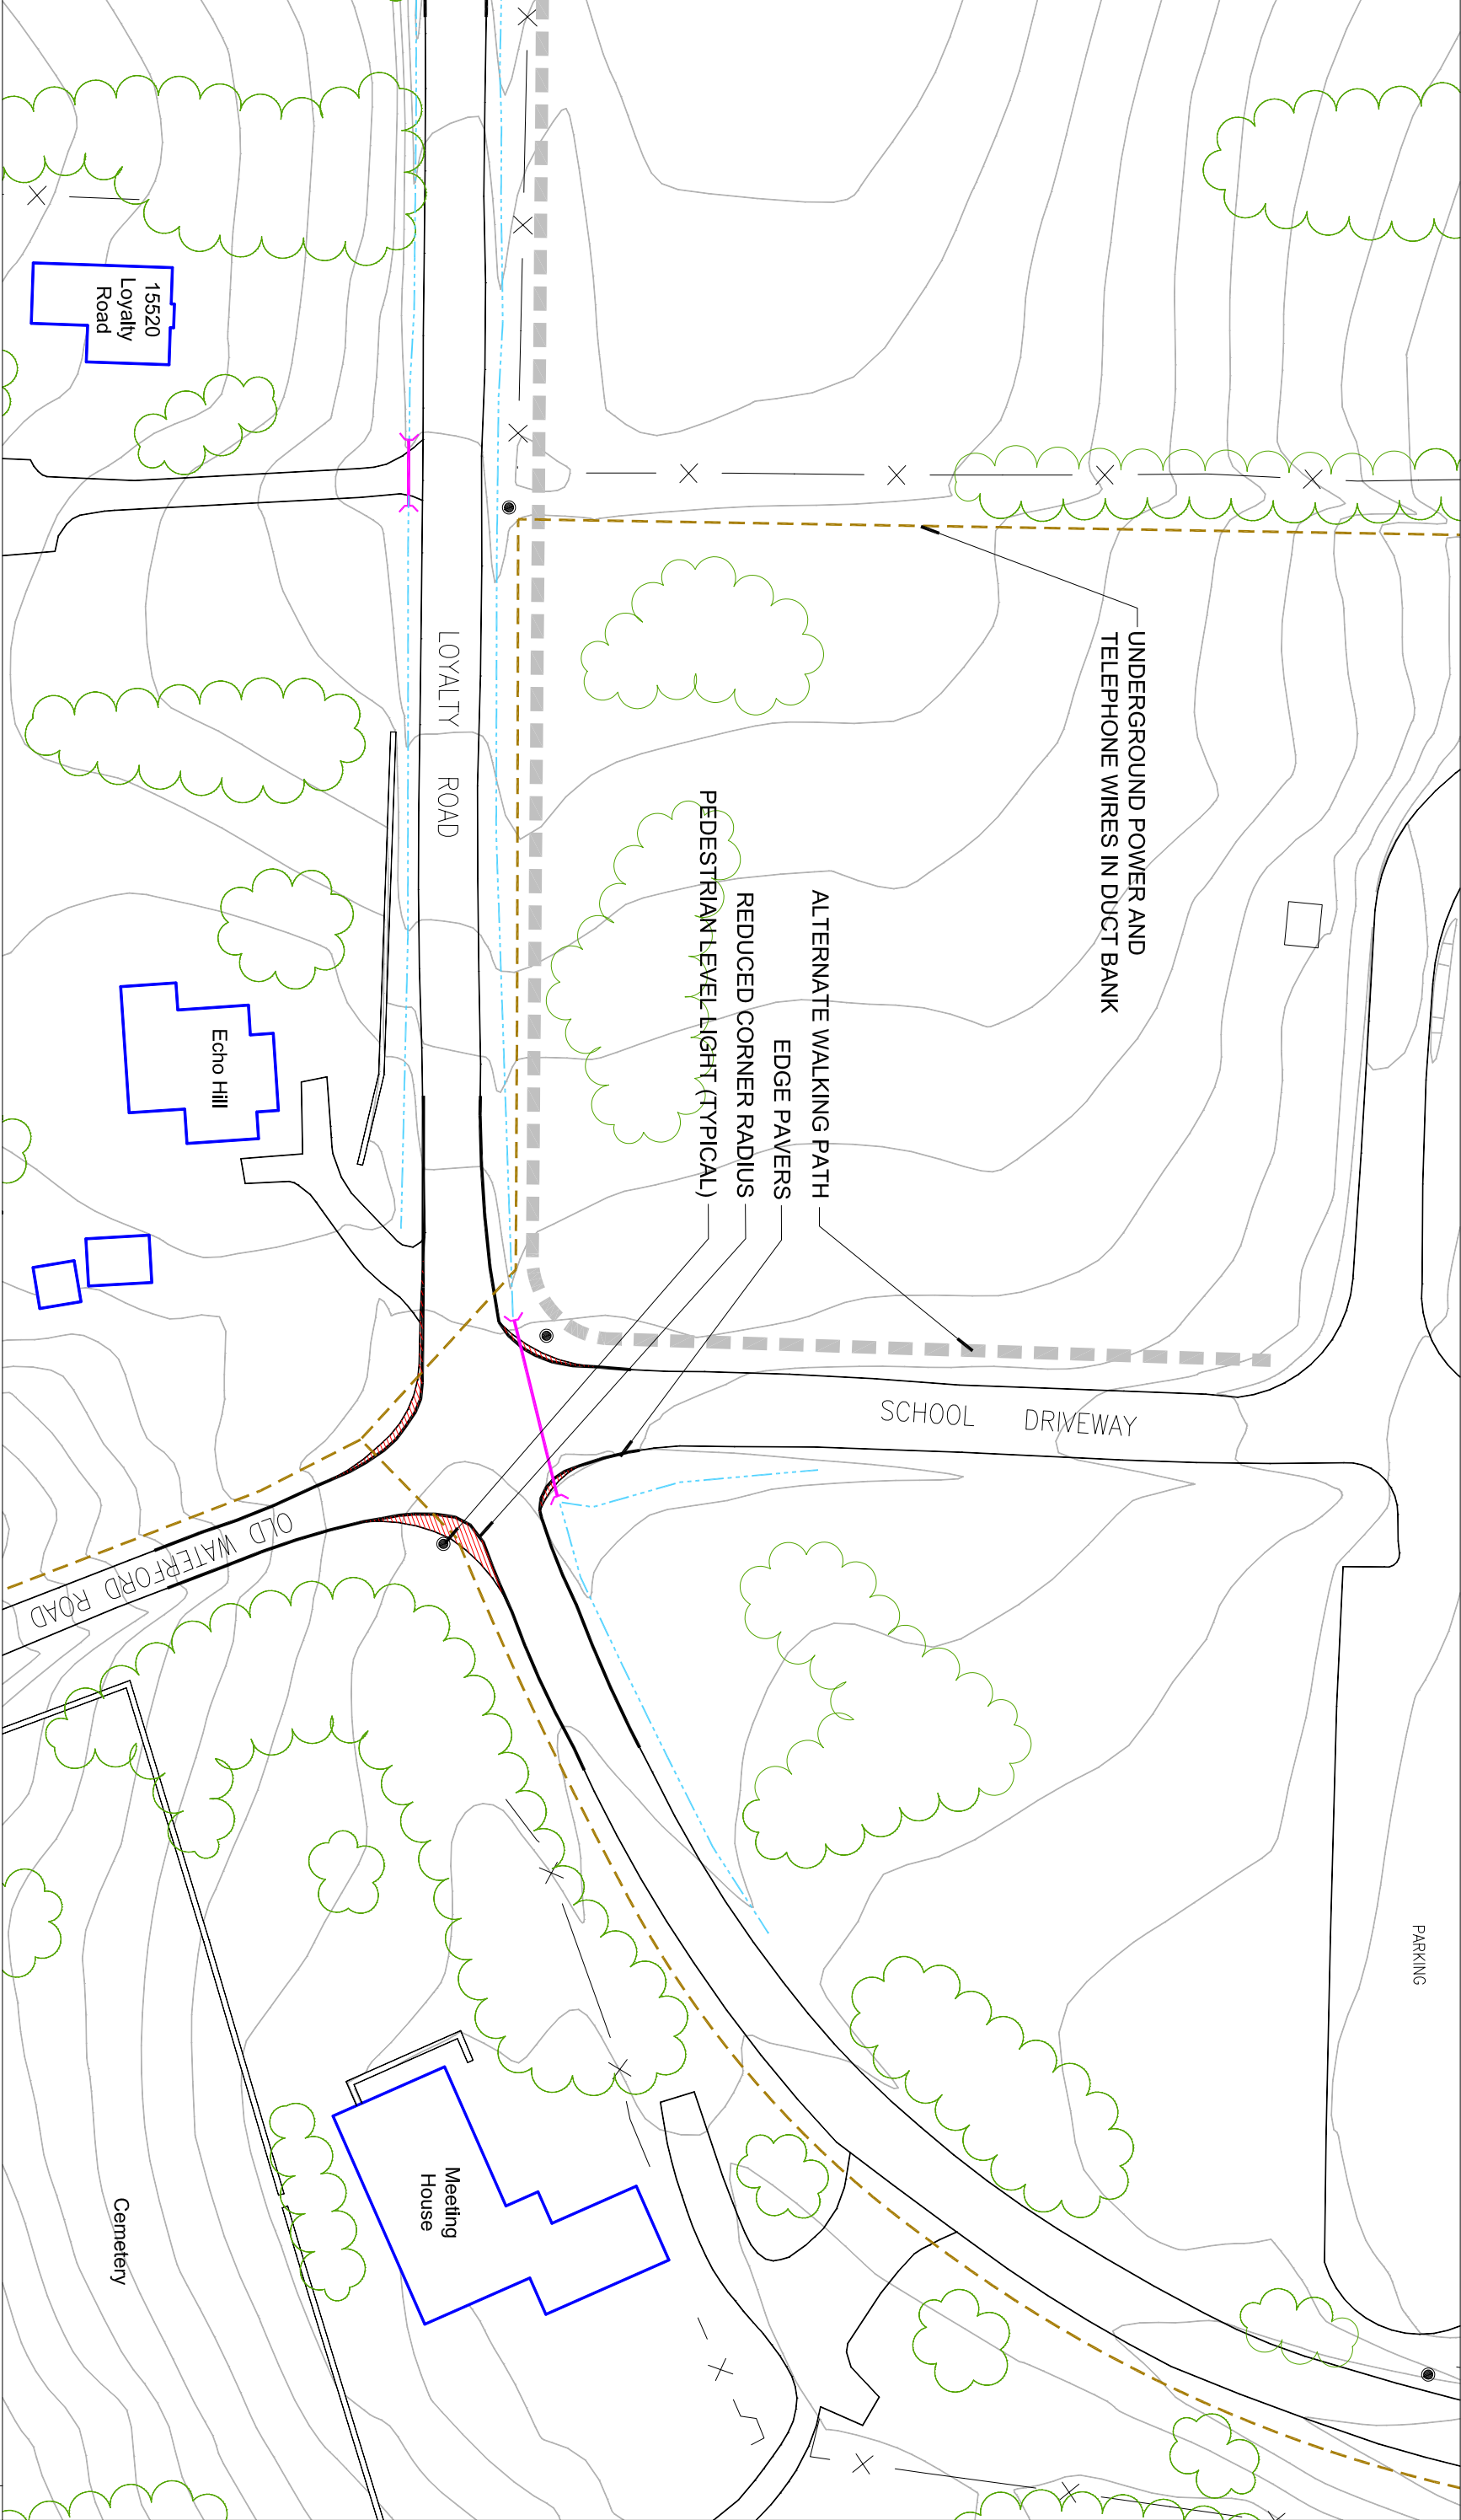 15520
Loyalty
Road
LOYALTY ROAD
UNDERGROUND POWER AND
TELEPHONE WIRES IN DUCT BANK
ALTERNATE WALKING PATH
EDGE PAVERS
REDUCED CORNER RADIUS
PEDESTRIAN LEVEL LIGHT (TYPICAL)
Echo Hill
SCHOOL DRIVEWAY
OLD WATERFORD ROAD
PARKING
Meeting
House
Cemetery